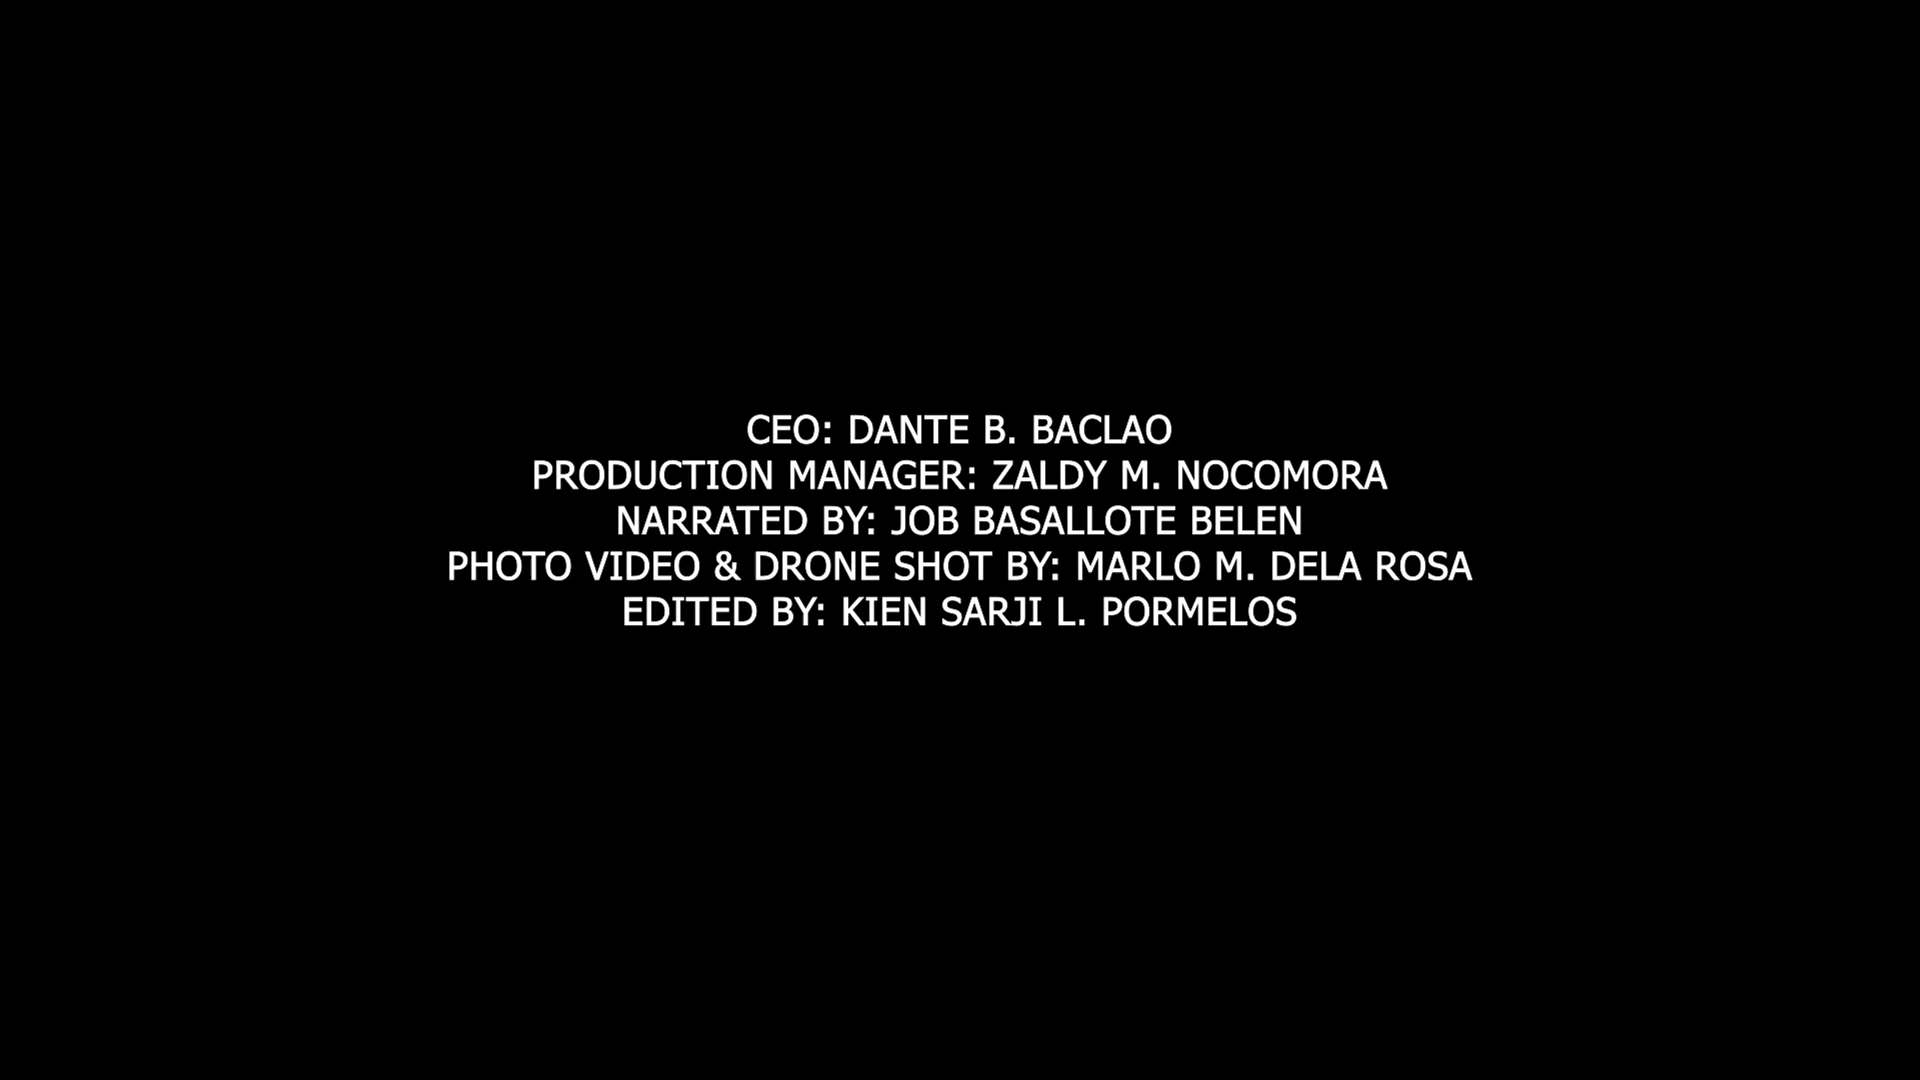 CEO: DANTE B. BACLAO
PRODUCTION MANAGER: ZALDY M. NOCOMORA
NARRATED BY: JOB BASALLOTE BELEN
PHOTO VIDEO & DRONE SHOT BY: MARLO M. DELA ROSA
EDITED BY: KIEN SARJI L. PORMELOS